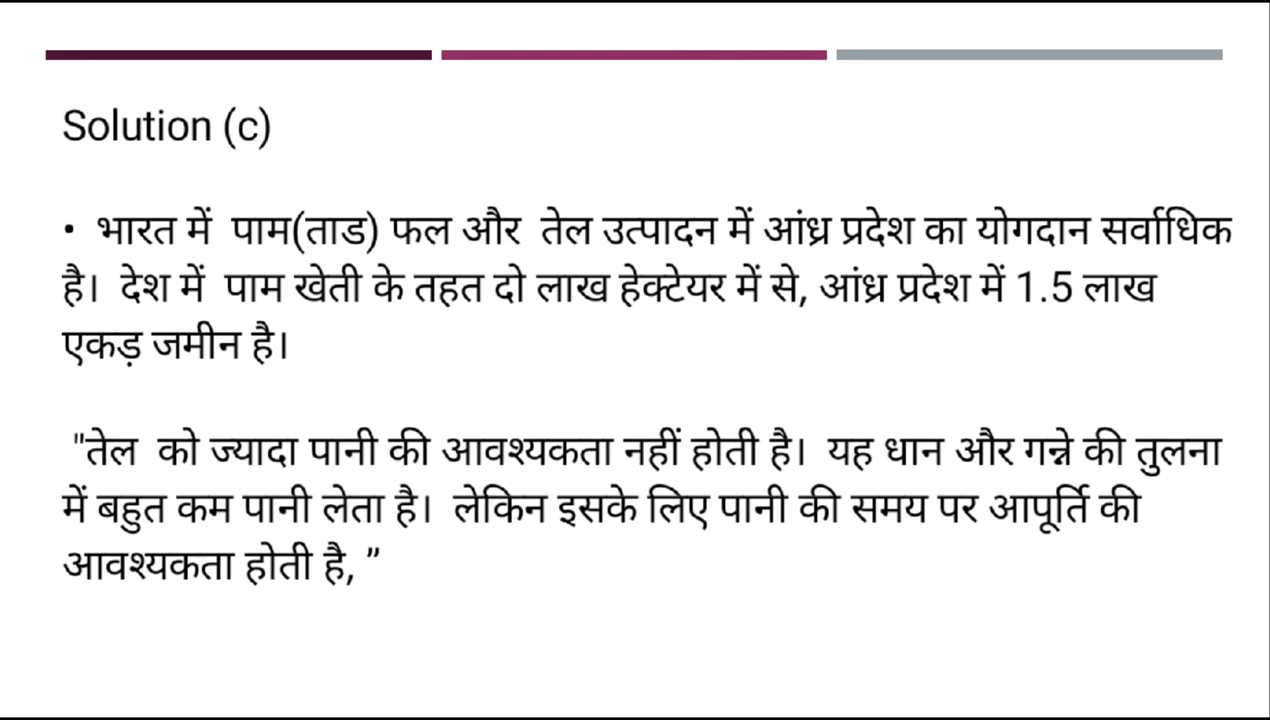 Solution (c)
• भारत में पाम(ताड) फल और तेल उत्पादन में आंध्र प्रदेश का योगदान सर्वाधिक
है। देश में पाम खेती के तहत दो लाख हेक्टेयर में से, आंध्र प्रदेश में 1.5 लाख
एकड़ जमीन है।
"तेल को ज्यादा पानी की आवश्यकता नहीं होती है। यह धान और गन्ने की तुलना
में बहुत कम पानी लेता है। लेकिन इसके लिए पानी की समय पर आपूर्ति की
आवश्यकता होती है, ”